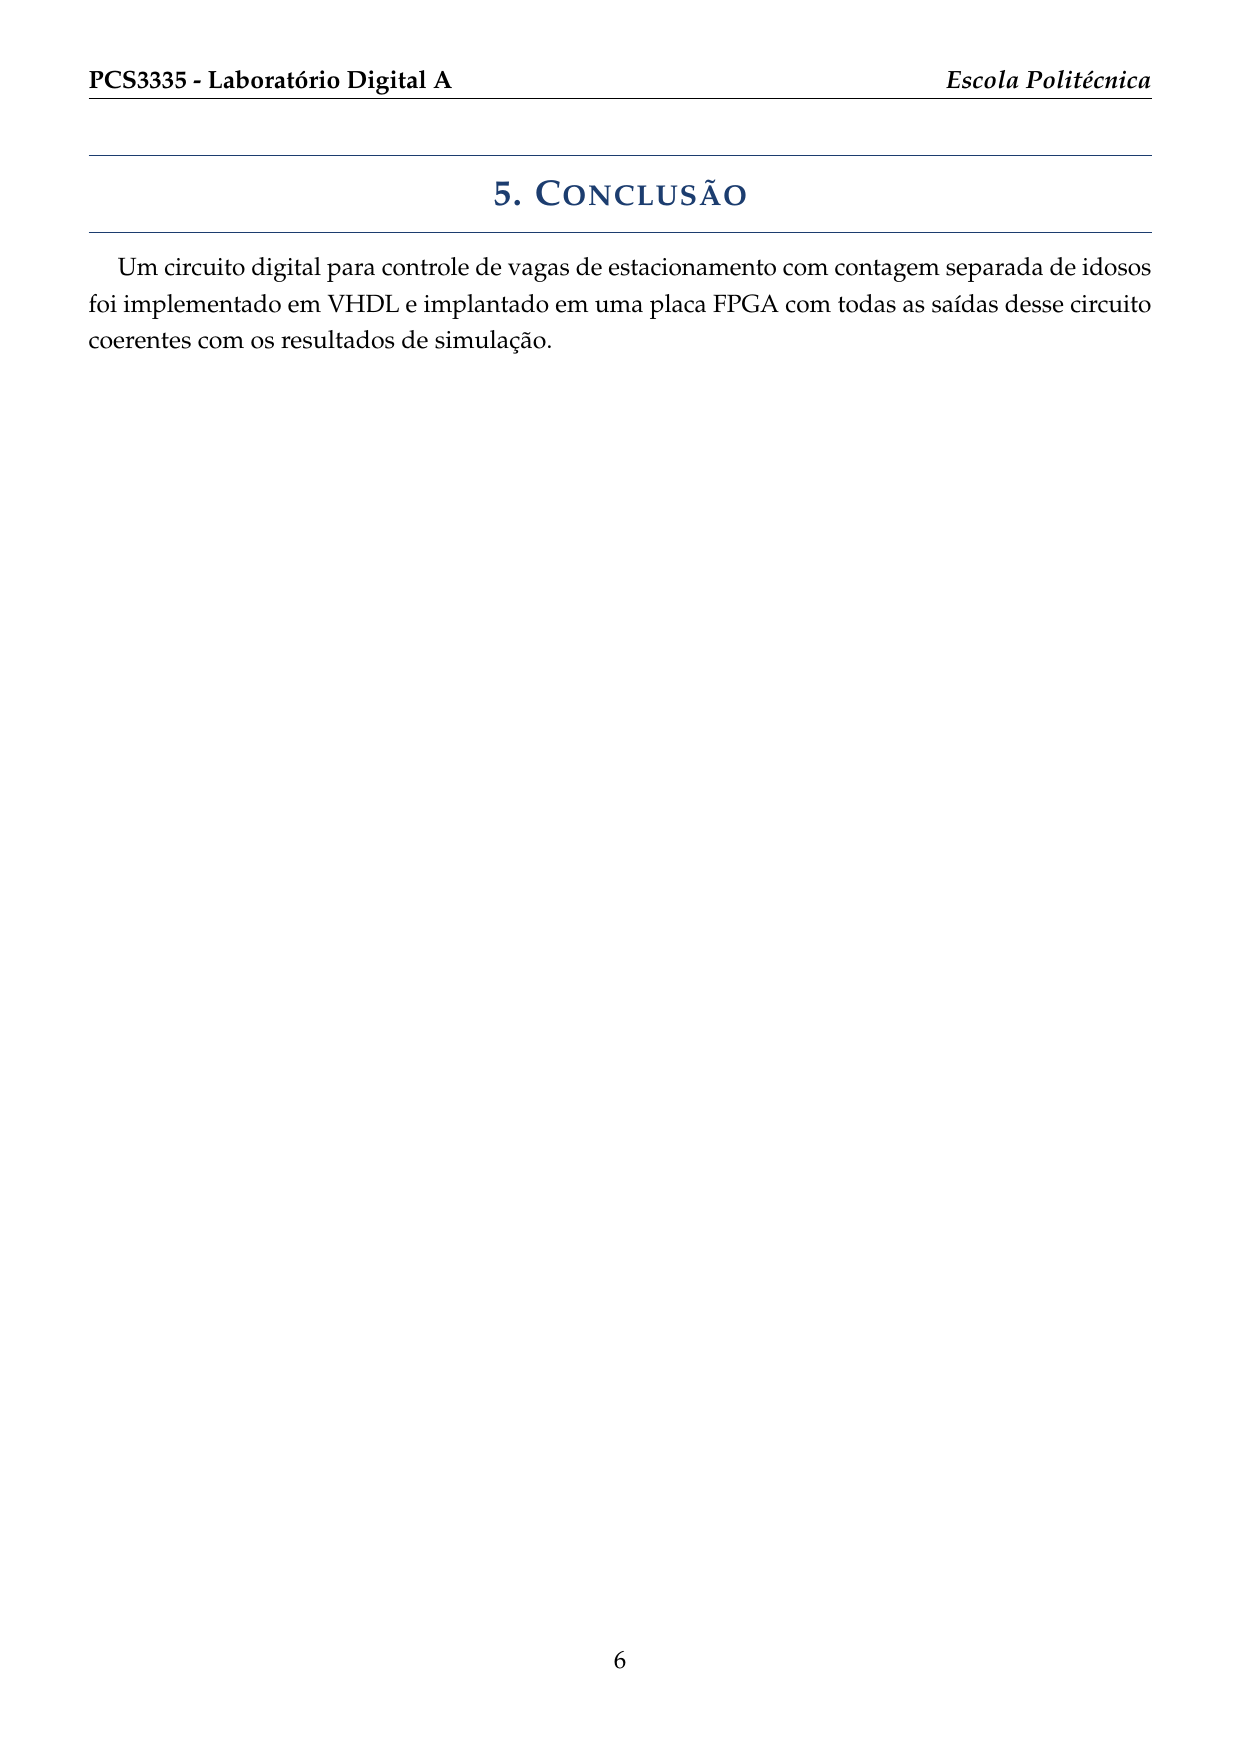 PCS3335 - Laboratório Digital A Escola Politécnica
5. CONCLUSÃO
Um circuito digital para controle de vagas de estacionamento com contagem separada de idosos
foi implementado em VHDL e implantado em uma placa FPGA com todas as saídas desse circuito
coerentes com os resultados de simulação.
6